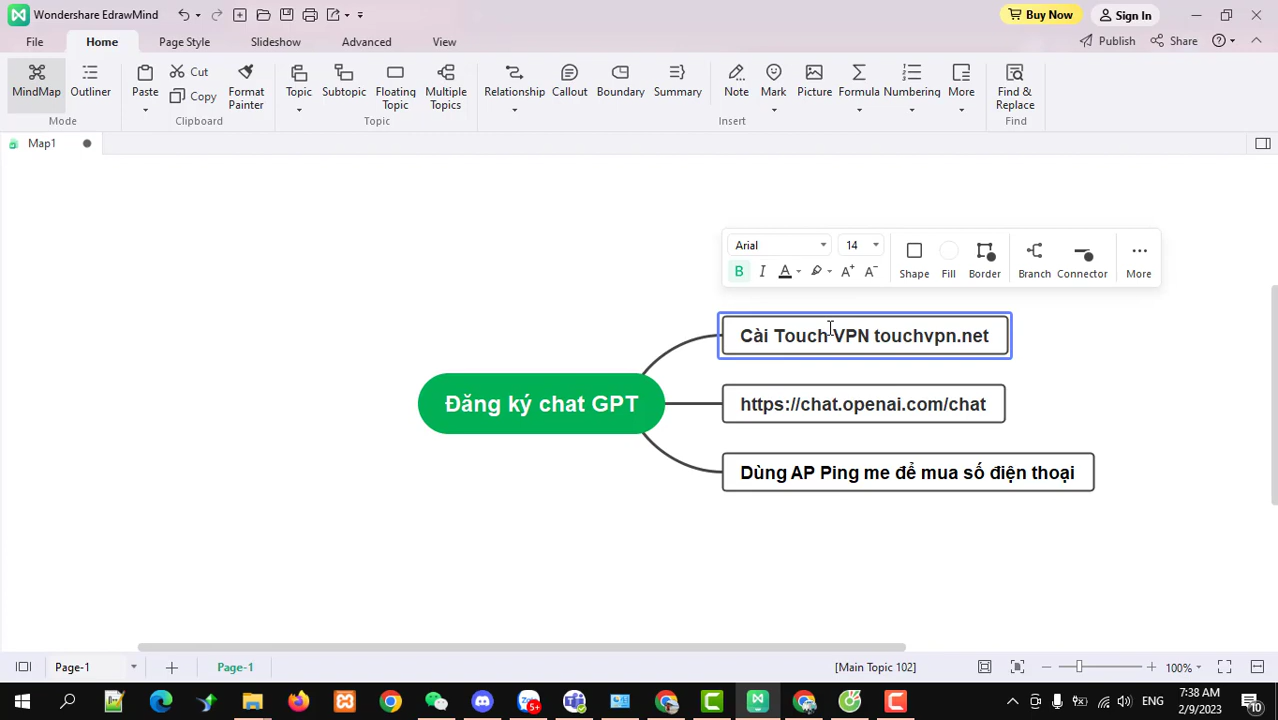 Wondershare EdrawMind
Buy Now
Sign In
File
Home
Page Style
Slideshow
Advanced
View
Publish
Share
MindMap
Outliner
Mode
Paste
Cut
Copy
Format Painter
Clipboard
Topic
Subtopic
Floating Topic
Multiple Topics
Topic
Relationship
Callout
Boundary
Summary
Note
Mark
Picture
Formula
Numbering
More
Insert
Find & Replace
Find
Map1
Arial
14
B
I
A
A+
A-
Shape
Fill
Border
Branch
Connector
More
Cài Touch VPN touchvpn.net
Đăng ký chat GPT
https://chat.openai.com/chat
Dùng AP Ping me để mua số điện thoại
Page-1
Page-1
[Main Topic 102]
100%
5+
ENG
7:38 AM
2/9/2023
10